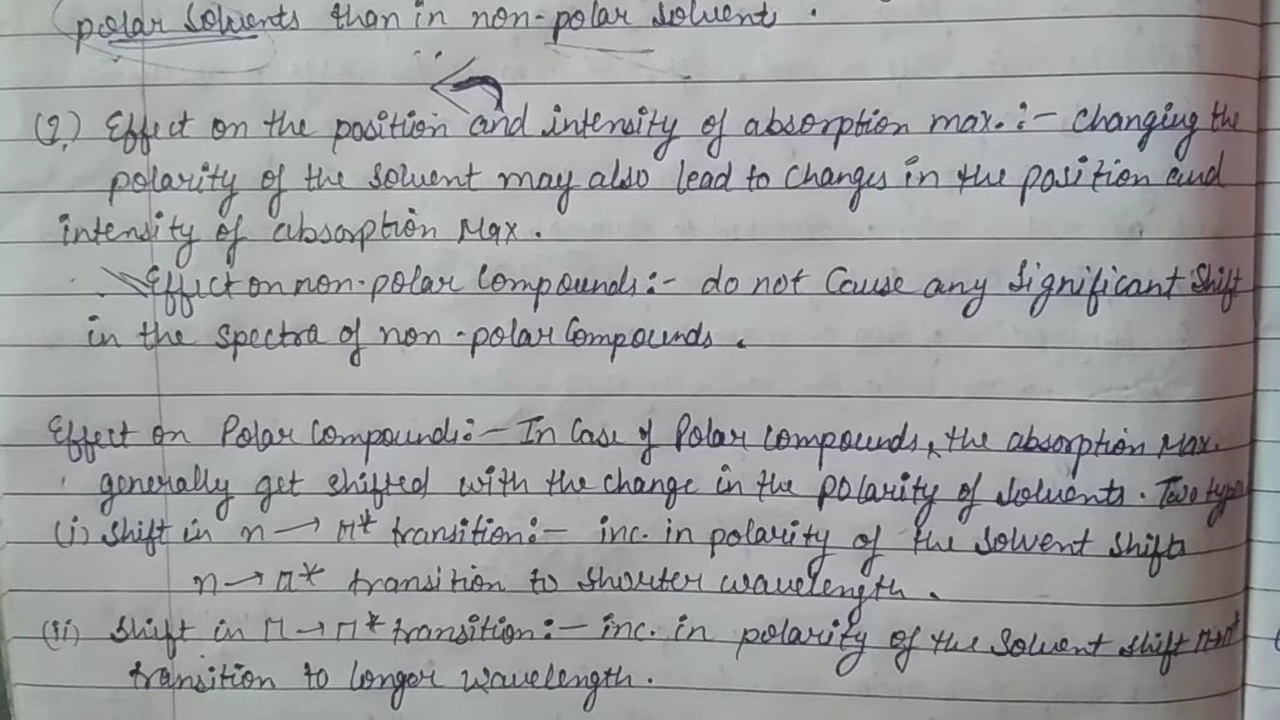 polar solvents than in non-polar solvent.
(2) Effect on the position and intensity of absorption max. :- changing the
polarity of the solvent may also lead to changes in the position and
intensity of absorption Max.
Effect on non-polar Compounds :- do not Cause any significant Shift
in the spectra of non-polar Compounds.
Effect on Polar Compounds :- In Case of Polar compounds, the absorption Max.
generally get shifted with the change in the polarity of solvents. Two type
(i) Shift in n → π* transition :- inc. in polarity of the solvent shifts
n → π* transition to shorter wavelength.
(ii) Shift in π → π* transition :- inc. in polarity of the solvent shift π→π*
transition to longer wavelength.